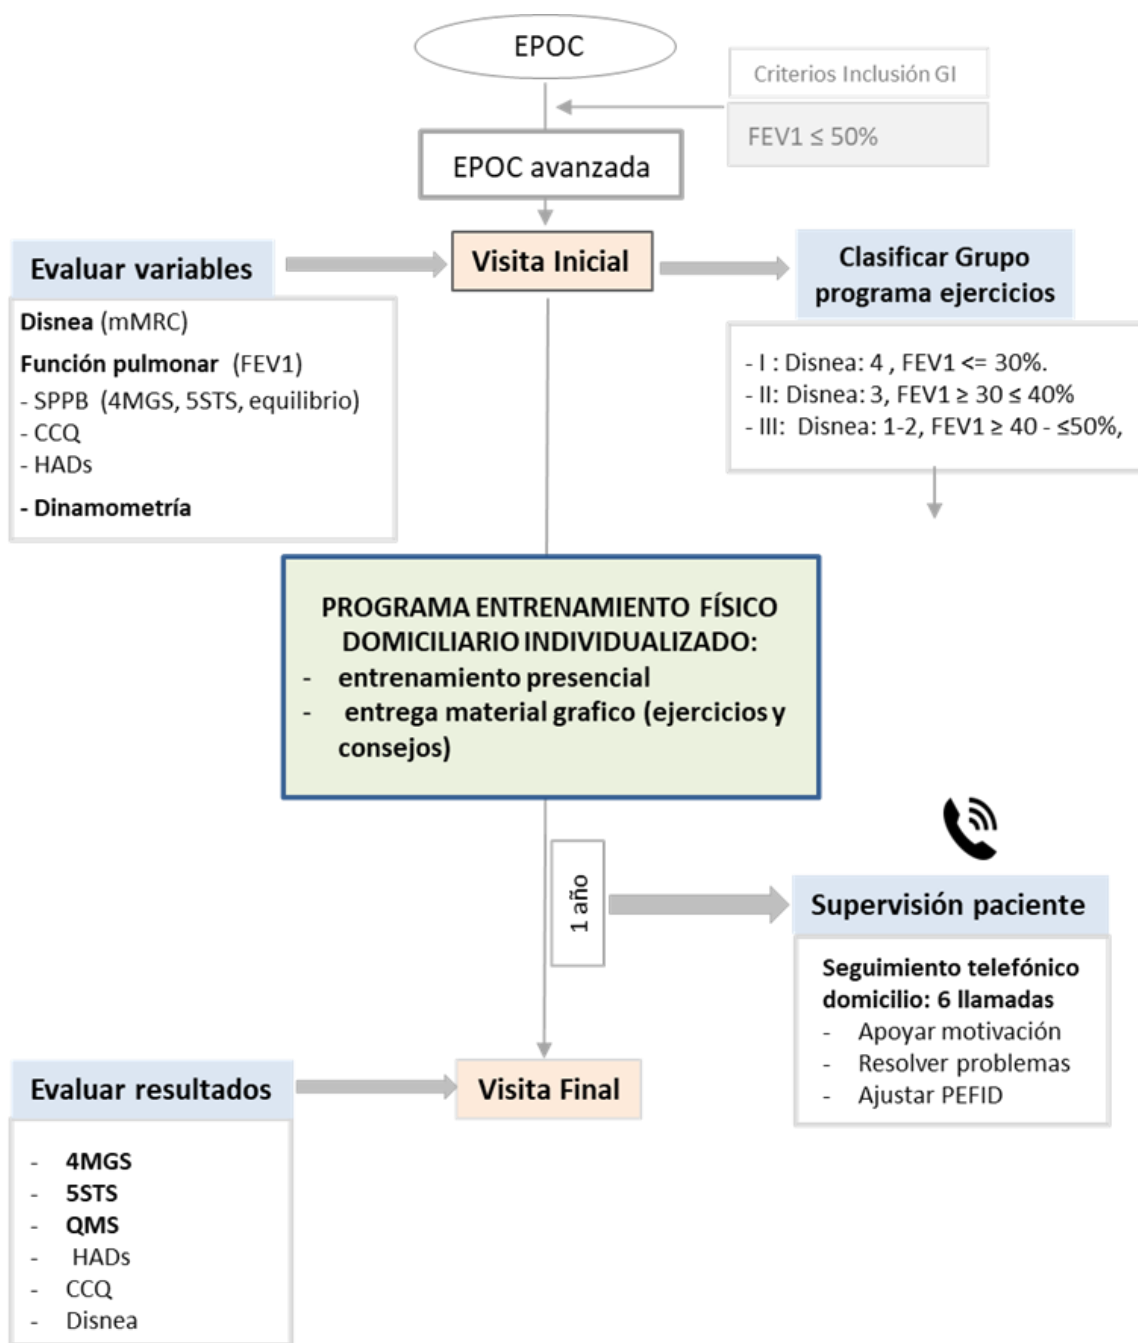 EPOC
Criterios Inclusión GI
FEV1 ≤ 50%
EPOC avanzada
Evaluar variables
Visita Inicial
Clasificar Grupo
programa ejercicios
Disnea (mMRC)
Función pulmonar (FEV1)
- SPPB (4MGS, 5STS, equilibrio)
- CCQ
- HADs
- Dinamometría
- I : Disnea: 4 , FEV1 <= 30%.
- II: Disnea: 3, FEV1 ≥ 30 ≤ 40%
- III: Disnea: 1-2, FEV1 ≥ 40 - ≤50%,
PROGRAMA ENTRENAMIENTO FÍSICO
DOMICILIARIO INDIVIDUALIZADO:
- entrenamiento presencial
- entrega material grafico (ejercicios y
consejos)
1 año
Supervisión paciente
Seguimiento telefónico
domicilio: 6 llamadas
- Apoyar motivación
- Resolver problemas
- Ajustar PEFID
Evaluar resultados
Visita Final
- 4MGS
- 5STS
- QMS
- HADs
- CCQ
- Disnea